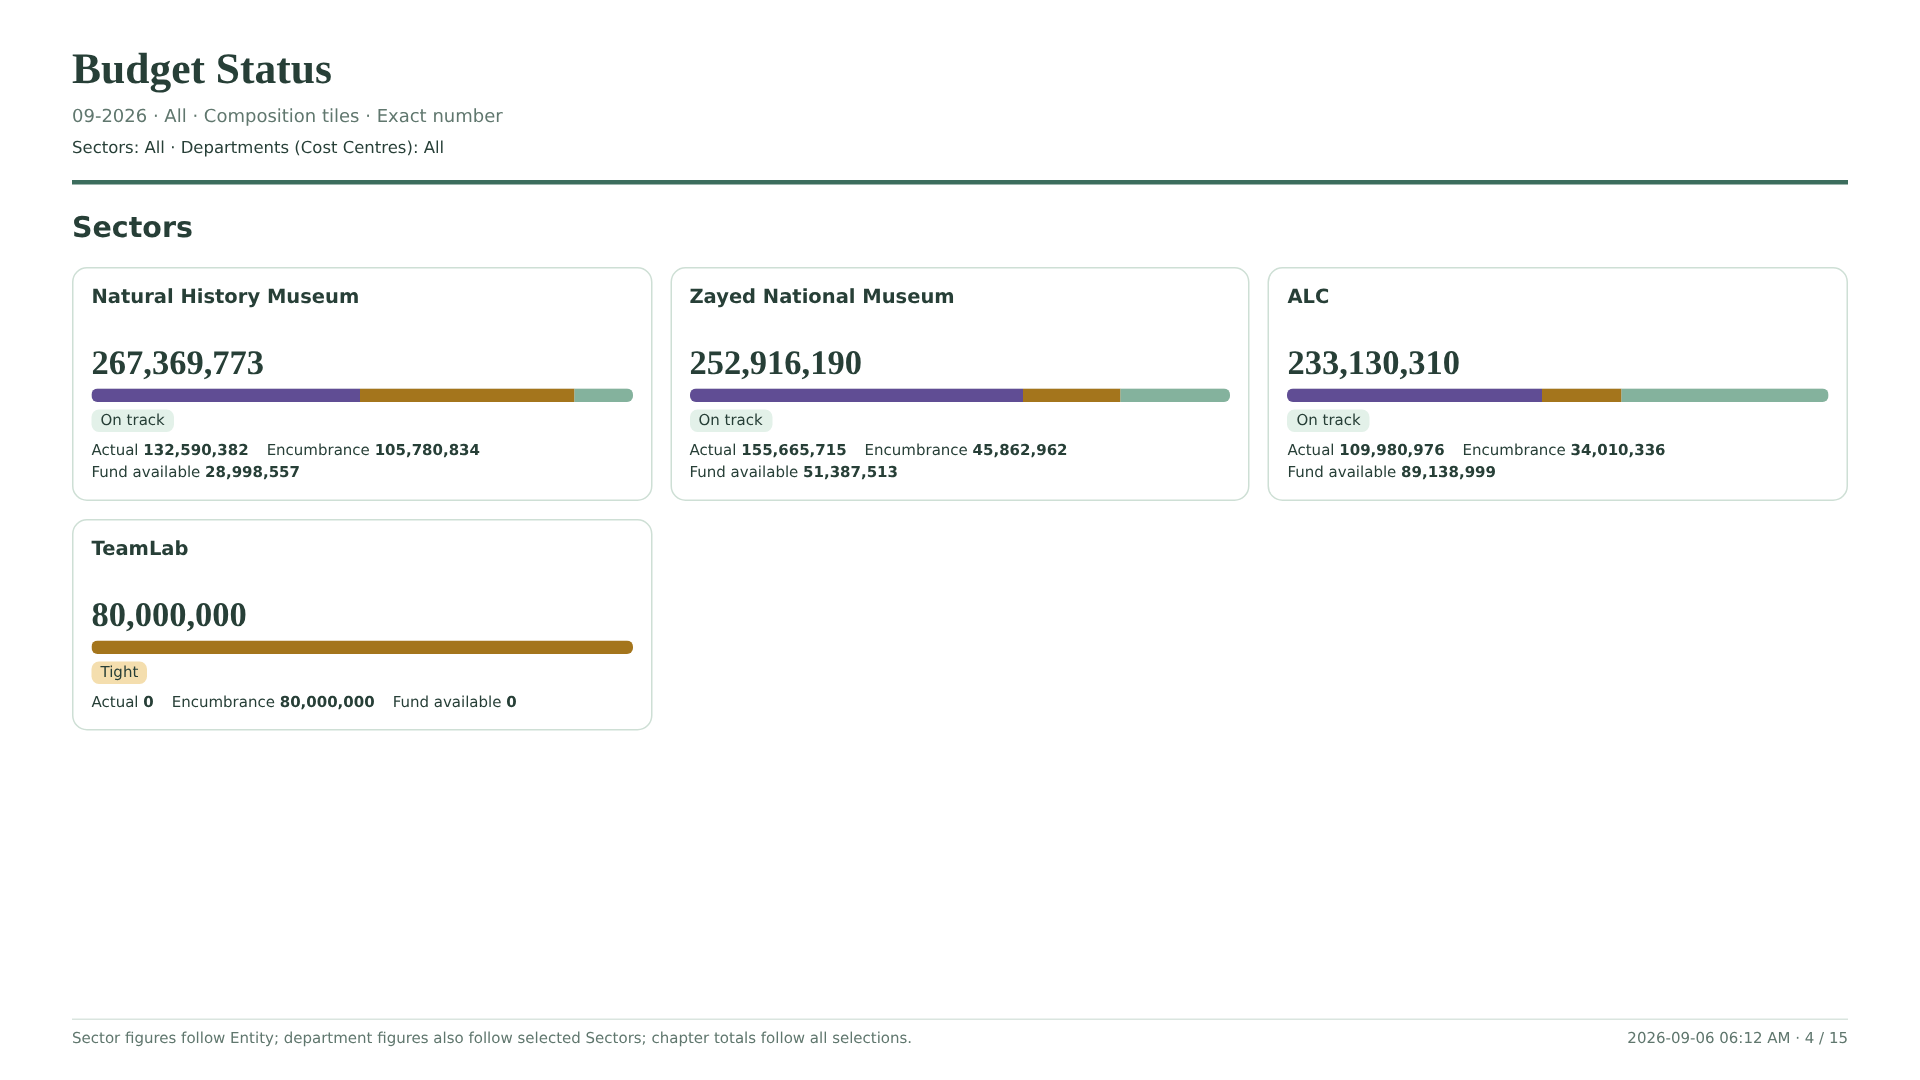 Budget Status
09-2026 · All · Composition tiles · Exact number
Sectors: All · Departments (Cost Centres): All
Sectors
Natural History Museum
267,369,773
On track
Actual 132,590,382 Encumbrance 105,780,834
Fund available 28,998,557
Zayed National Museum
252,916,190
On track
Actual 155,665,715 Encumbrance 45,862,962
Fund available 51,387,513
ALC
233,130,310
On track
Actual 109,980,976 Encumbrance 34,010,336
Fund available 89,138,999
TeamLab
80,000,000
Tight
Actual 0 Encumbrance 80,000,000 Fund available 0
Sector figures follow Entity; department figures also follow selected Sectors; chapter totals follow all selections.
2026-09-06 06:12 AM · 4 / 15